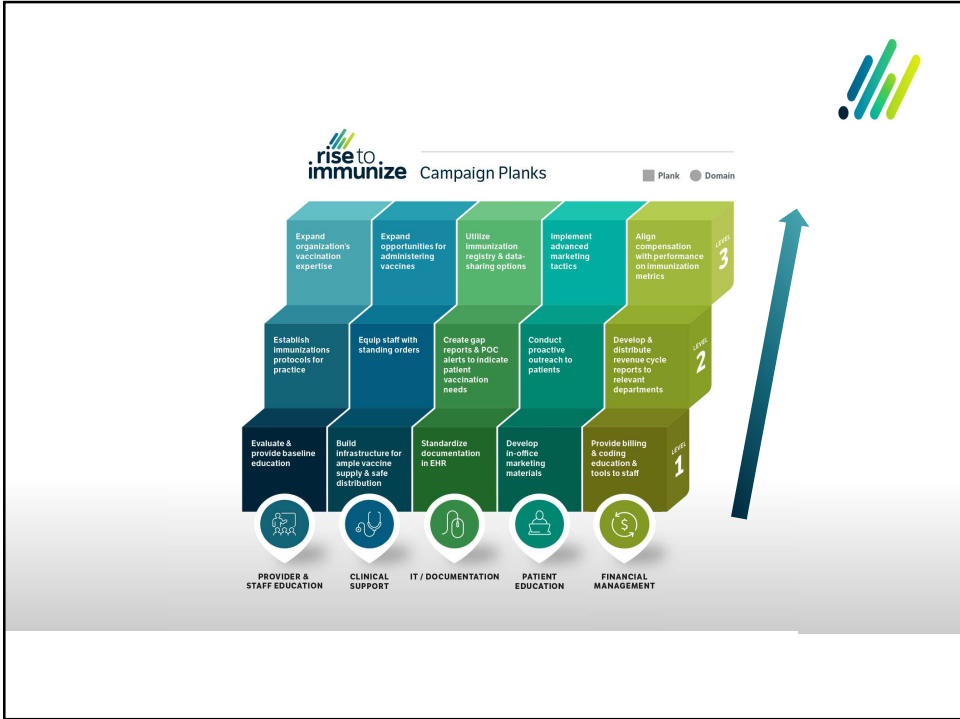 rise to
immunize
Campaign Planks
Plank
Domain
Expand
organization's
vaccination
expertise
Expand
opportunities for
administering
vaccines
Utilize
immunization
registry & data-
sharing options
Implement
advanced
marketing
tactics
Align
compensation
with performance
on immunization
metrics
LEVEL
3
Establish
immunizations
protocols for
practice
Equip staff with
standing orders
Create gap
reports & POC
alerts to indicate
patient
vaccination
needs
Conduct
proactive
outreach to
patients
Develop &
distribute
revenue cycle
reports to
relevant
departments
LEVEL
2
Evaluate &
provide baseline
education
Build
infrastructure for
ample vaccine
supply & safe
distribution
Standardize
documentation
in EHR
Develop
in-office
marketing
materials
Provide billing
& coding
education &
tools to staff
LEVEL
1
$
PROVIDER &
STAFF EDUCATION
CLINICAL
SUPPORT
IT / DOCUMENTATION
PATIENT
EDUCATION
FINANCIAL
MANAGEMENT